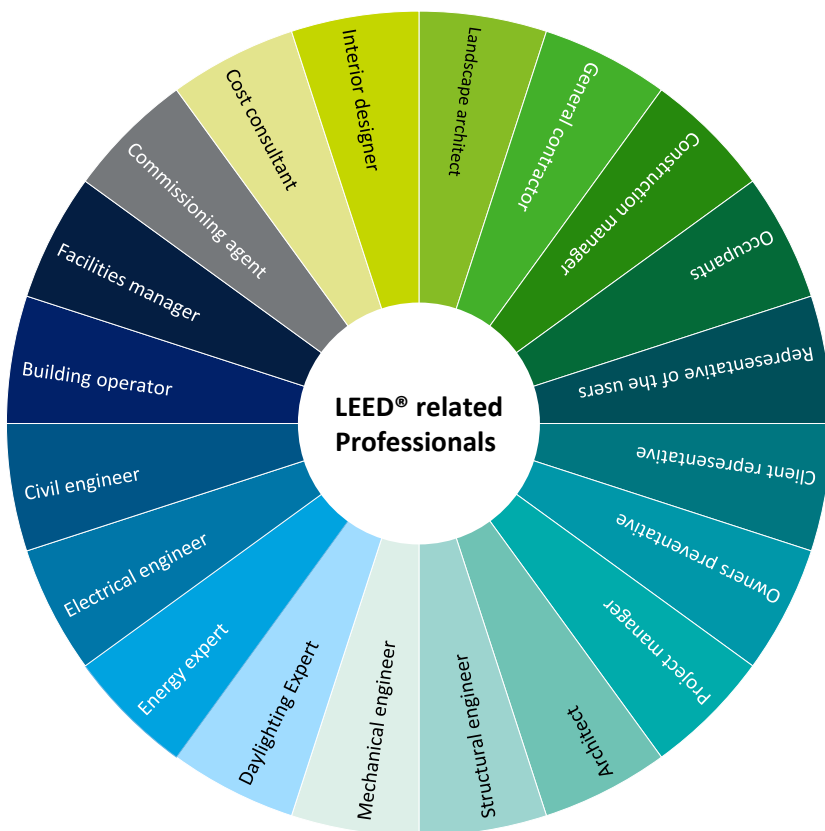 LEED® related
Professionals
Landscape architect
General contractor
Construction manager
Occupants
Representative of the users
Client representative
Owners preventative
Project manager
Architect
Structural engineer
Mechanical engineer
Daylighting Expert
Energy expert
Electrical engineer
Civil engineer
Building operator
Facilities manager
Commissioning agent
Cost consultant
Interior designer